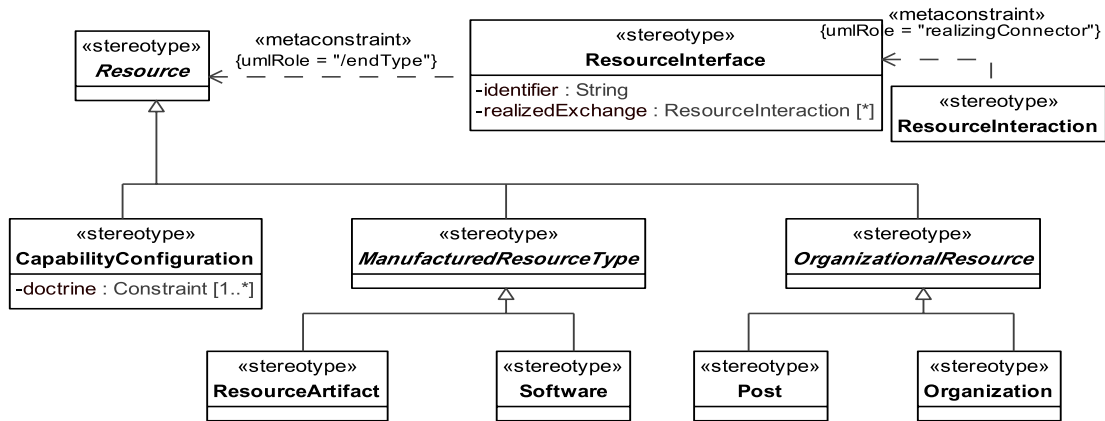 «metaconstraint»
{umlRole = "realizingConnector"}
«stereotype»
Resource
«metaconstraint»
{umlRole = "/endType"}
«stereotype»
ResourceInterface
-identifier : String
-realizedExchange : ResourceInteraction [*]
«stereotype»
ResourceInteraction
«stereotype»
CapabilityConfiguration
-doctrine : Constraint [1..*]
«stereotype»
ManufacturedResourceType
«stereotype»
OrganizationalResource
«stereotype»
ResourceArtifact
«stereotype»
Software
«stereotype»
Post
«stereotype»
Organization